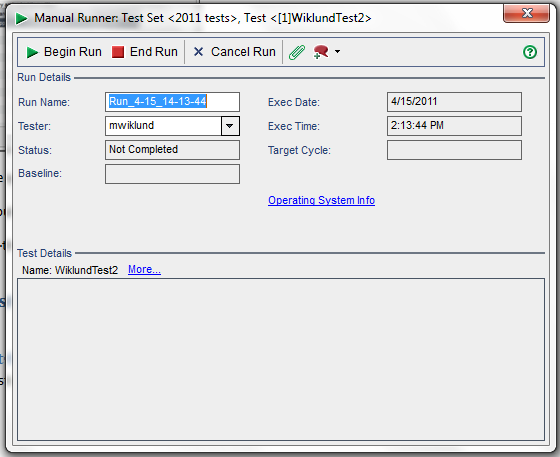 Manual Runner: Test Set <2011 tests>, Test <[1]WiklundTest2>
Begin Run End Run Cancel Run
Run Details
Run Name: Run_4-15_14-13-44 Exec Date: 4/15/2011
Tester: mwiklund Exec Time: 2:13:44 PM
Status: Not Completed Target Cycle:
Baseline:
Operating System Info
Test Details
Name: WiklundTest2 More...